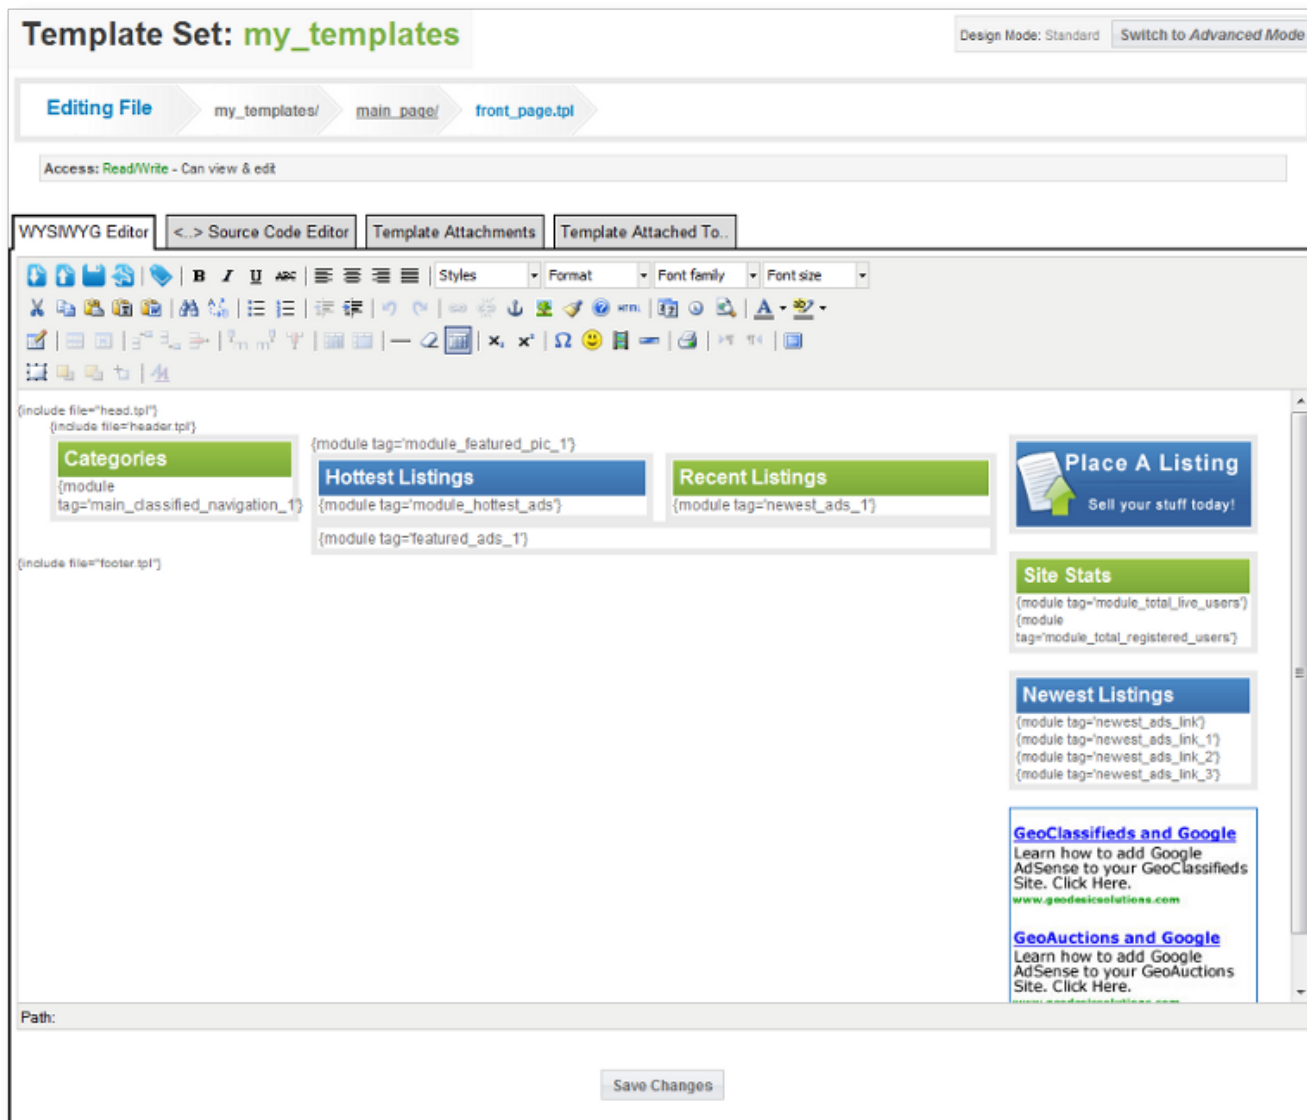 Template Set: my_templates
Design Mode: Standard
Switch to Advanced Mode
Editing File
my_templates/
main_page/
front_page.tpl
Access: Read/Write - Can view & edit
WYSIWYG Editor
<..> Source Code Editor
Template Attachments
Template Attached To..
B I U ABC
Styles
Format
Font family
Font size
HTML
{include file="head.tpl"}
{include file='header.tpl'}
Categories
{module
tag='main_classified_navigation_1'}
{module tag='module_featured_pic_1'}
Hottest Listings
{module tag='module_hottest_ads'}
Recent Listings
{module tag='newest_ads_1'}
{module tag='featured_ads_1'}
{include file="footer.tpl"}
Place A Listing
Sell your stuff today!
Site Stats
{module tag='module_total_live_users'}
{module
tag='module_total_registered_users'}
Newest Listings
{module tag='newest_ads_link'}
{module tag='newest_ads_link_1'}
{module tag='newest_ads_link_2'}
{module tag='newest_ads_link_3'}
GeoClassifieds and Google
Learn how to add Google
AdSense to your GeoClassifieds
Site. Click Here.
www.geodesicsolutions.com
GeoAuctions and Google
Learn how to add Google
AdSense to your GeoAuctions
Site. Click Here.
www.geodesicsolutions.com
Path:
Save Changes